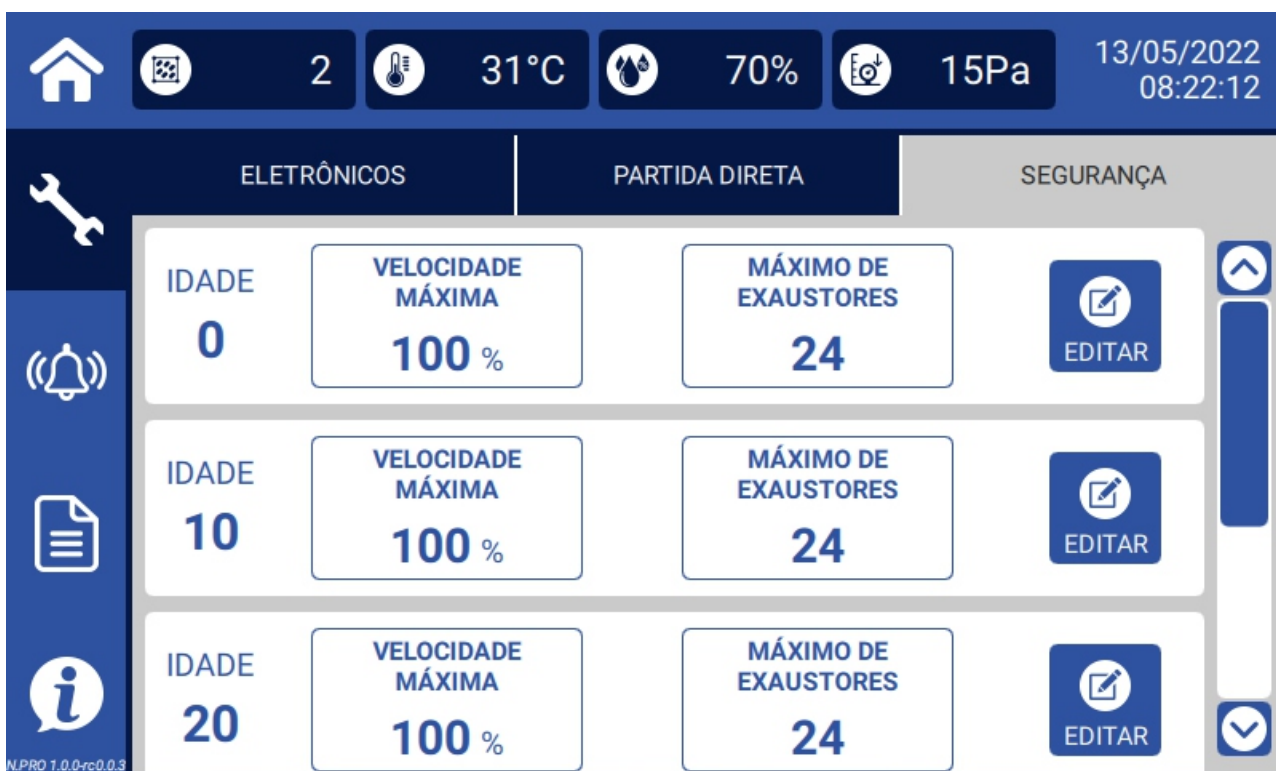 2
31°C
70%
15Pa
13/05/2022
08:22:12
ELETRÔNICOS
PARTIDA DIRETA
SEGURANÇA
IDADE
0
VELOCIDADE
MÁXIMA
100 %
MÁXIMO DE
EXAUSTORES
24
EDITAR
IDADE
10
VELOCIDADE
MÁXIMA
100 %
MÁXIMO DE
EXAUSTORES
24
EDITAR
IDADE
20
VELOCIDADE
MÁXIMA
100 %
MÁXIMO DE
EXAUSTORES
24
EDITAR
N.PRO 1.0.0-rc0.0.3